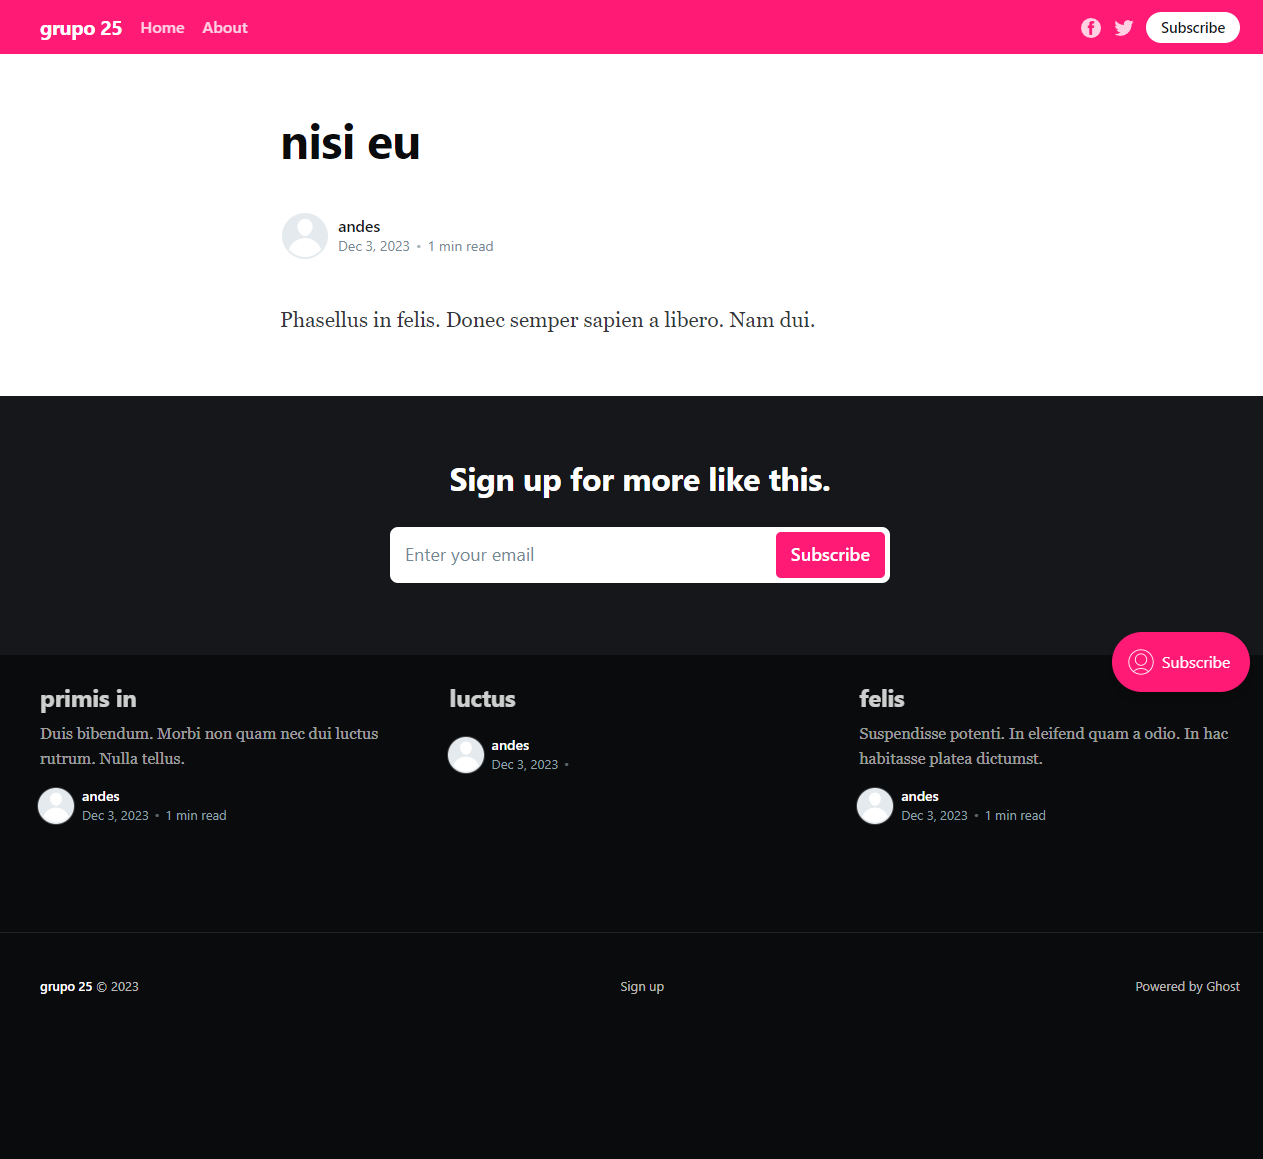 grupo 25 Home About Subscribe
nisi eu
andes
Dec 3, 2023 • 1 min read
Phasellus in felis. Donec semper sapien a libero. Nam dui.
Sign up for more like this.
Enter your email Subscribe
Subscribe
primis in
Duis bibendum. Morbi non quam nec dui luctus
rutrum. Nulla tellus.
andes
Dec 3, 2023 • 1 min read
luctus
andes
Dec 3, 2023 •
felis
Suspendisse potenti. In eleifend quam a odio. In hac
habitasse platea dictumst.
andes
Dec 3, 2023 • 1 min read
grupo 25 © 2023
Sign up
Powered by Ghost